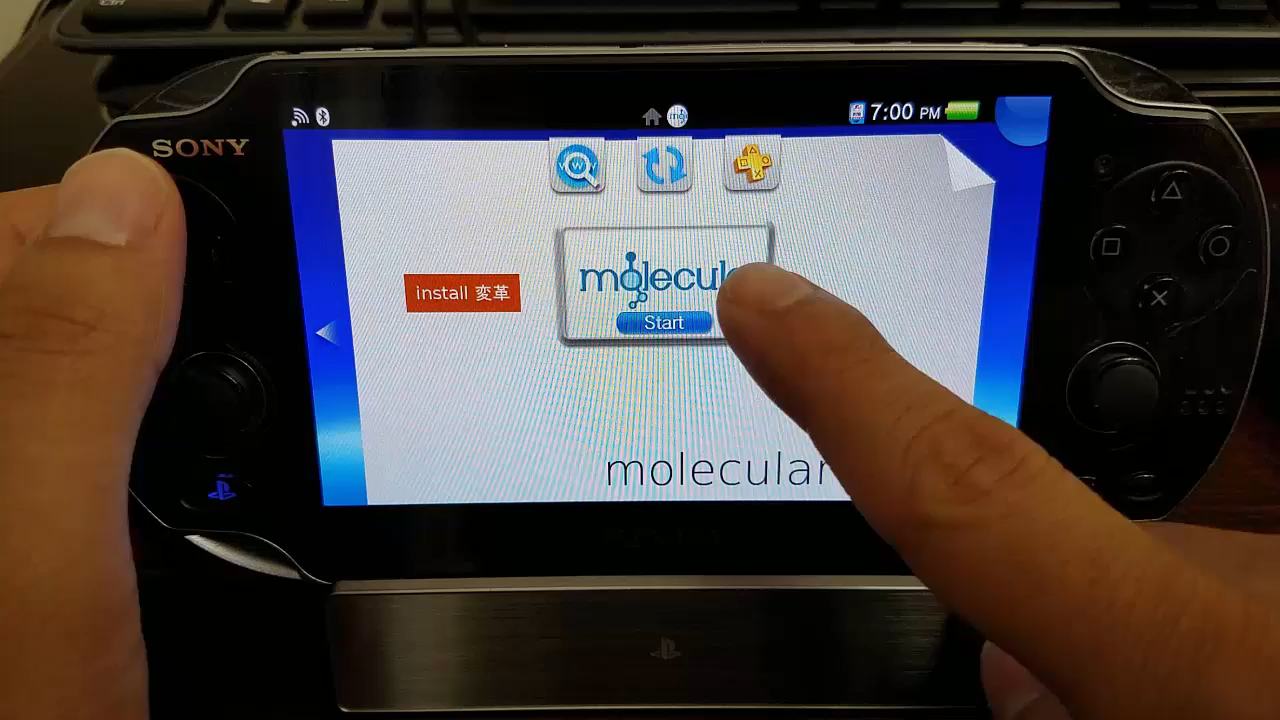 SONY
7:00 PM
W W
install 変革
molecul
Start
molecular